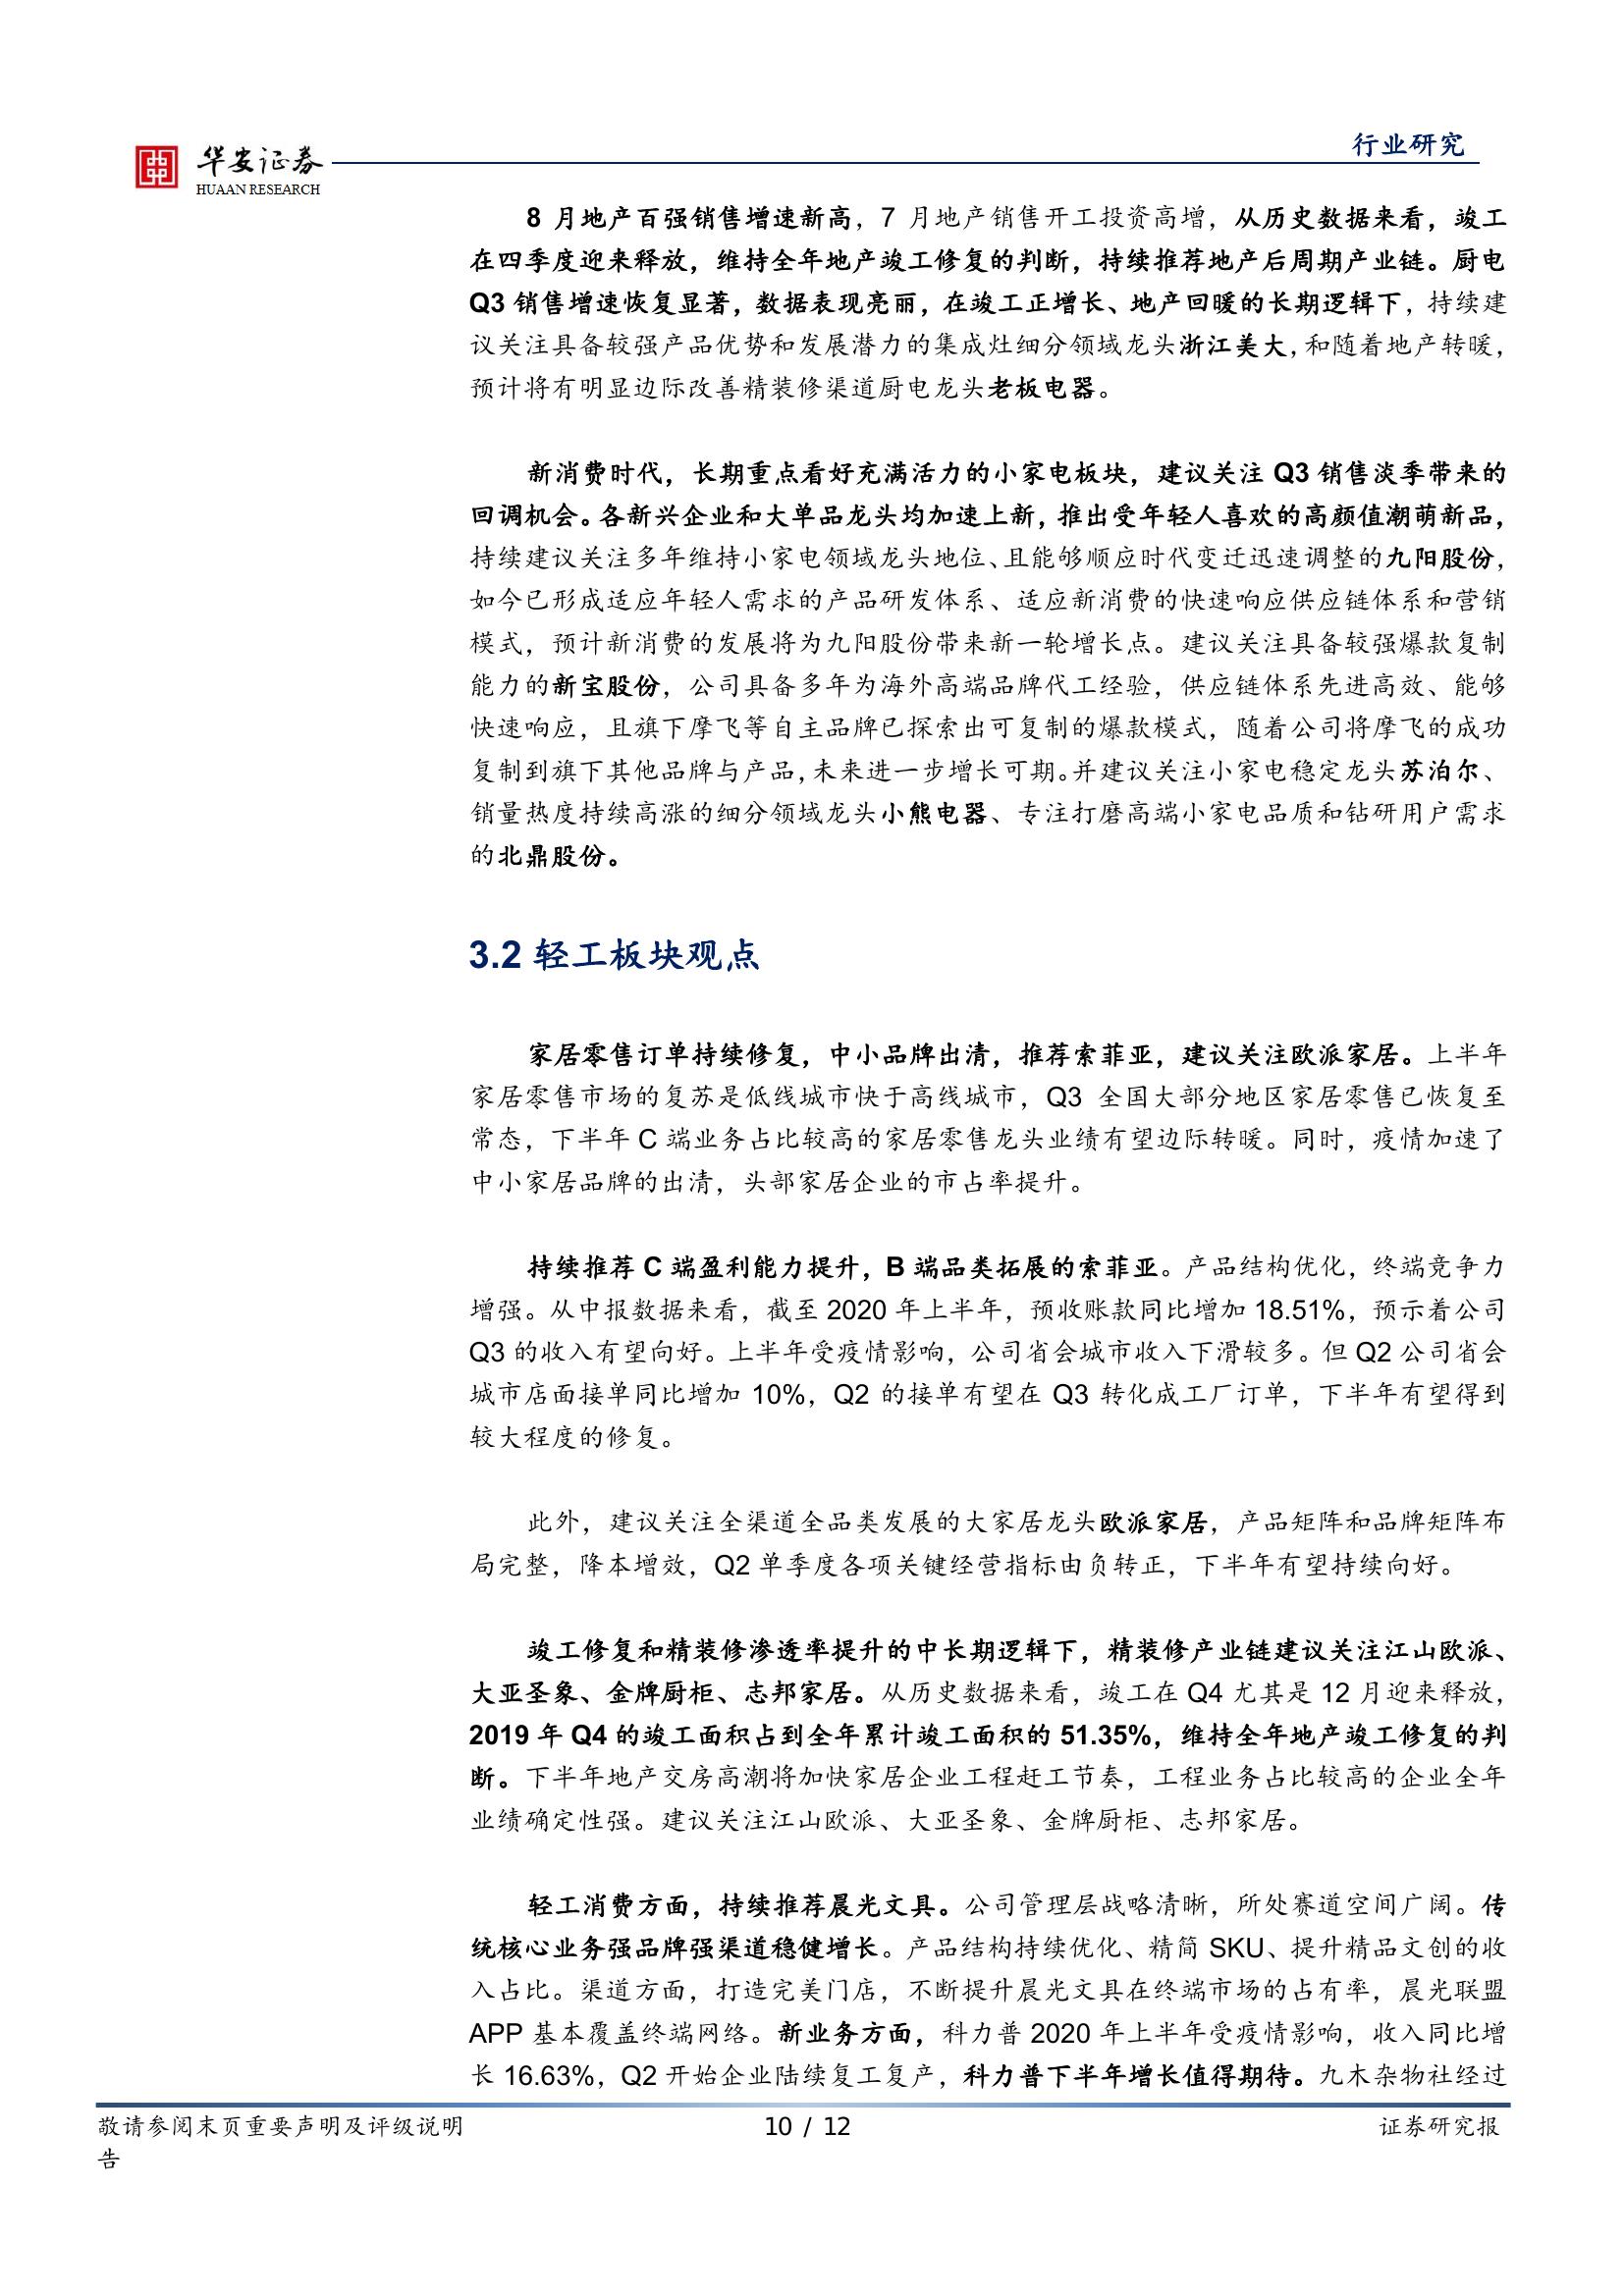 行业研究
华安证券
HUAAN RESEARCH
8 月地产百强销售增速新高，7 月地产销售开工投资高增，从历史数据来看，竣工
在四季度迎来释放，维持全年地产竣工修复的判断，持续推荐地产后周期产业链。厨电
Q3 销售增速恢复显著，数据表现亮丽，在竣工正增长、地产回暖的长期逻辑下，持续建
议关注具备较强产品优势和发展潜力的集成灶细分领域龙头浙江美大，和随着地产转暖，
预计将有明显边际改善精装修渠道厨电龙头老板电器。
新消费时代，长期重点看好充满活力的小家电板块，建议关注 Q3 销售淡季带来的
回调机会。各新兴企业和大单品龙头均加速上新，推出受年轻人喜欢的高颜值潮萌新品，
持续建议关注多年维持小家电领域龙头地位、且能够顺应时代变迁迅速调整的九阳股份，
如今已形成适应年轻人需求的产品研发体系、适应新消费的快速响应供应链体系和营销
模式，预计新消费的发展将为九阳股份带来新一轮增长点。建议关注具备较强爆款复制
能力的新宝股份，公司具备多年为海外高端品牌代工经验，供应链体系先进高效、能够
快速响应，且旗下摩飞等自主品牌已探索出可复制的爆款模式，随着公司将摩飞的成功
复制到旗下其他品牌与产品，未来进一步增长可期。并建议关注小家电稳定龙头苏泊尔、
销量热度持续高涨的细分领域龙头小熊电器、专注打磨高端小家电品质和钻研用户需求
的北鼎股份。
3.2 轻工板块观点
家居零售订单持续修复，中小品牌出清，推荐索菲亚，建议关注欧派家居。上半年
家居零售市场的复苏是低线城市快于高线城市，Q3 全国大部分地区家居零售已恢复至
常态，下半年 C 端业务占比较高的家居零售龙头业绩有望边际转暖。同时，疫情加速了
中小家居品牌的出清，头部家居企业的市占率提升。
持续推荐 C 端盈利能力提升，B 端品类拓展的索菲亚。产品结构优化，终端竞争力
增强。从中报数据来看，截至 2020 年上半年，预收账款同比增加 18.51%，预示着公司
Q3 的收入有望向好。上半年受疫情影响，公司省会城市收入下滑较多。但 Q2 公司省会
城市店面接单同比增加 10%，Q2 的接单有望在 Q3 转化成工厂订单，下半年有望得到
较大程度的修复。
此外，建议关注全渠道全品类发展的大家居龙头欧派家居，产品矩阵和品牌矩阵布
局完整，降本增效，Q2 单季度各项关键经营指标由负转正，下半年有望持续向好。
竣工修复和精装修渗透率提升的中长期逻辑下，精装修产业链建议关注江山欧派、
大亚圣象、金牌厨柜、志邦家居。从历史数据来看，竣工在 Q4 尤其是 12 月迎来释放，
2019 年 Q4 的竣工面积占到全年累计竣工面积的 51.35%，维持全年地产竣工修复的判
断。下半年地产交房高潮将加快家居企业工程赶工节奏，工程业务占比较高的企业全年
业绩确定性强。建议关注江山欧派、大亚圣象、金牌厨柜、志邦家居。
轻工消费方面，持续推荐晨光文具。公司管理层战略清晰，所处赛道空间广阔。传
统核心业务强品牌强渠道稳健增长。产品结构持续优化、精简 SKU、提升精品文创的收
入占比。渠道方面，打造完美门店，不断提升晨光文具在终端市场的占有率，晨光联盟
APP 基本覆盖终端网络。新业务方面，科力普 2020 年上半年受疫情影响，收入同比增
长 16.63%，Q2 开始企业陆续复工复产，科力普下半年增长值得期待。九木杂物社经过
敬请参阅末页重要声明及评级说明 10 / 12 证券研究报
告